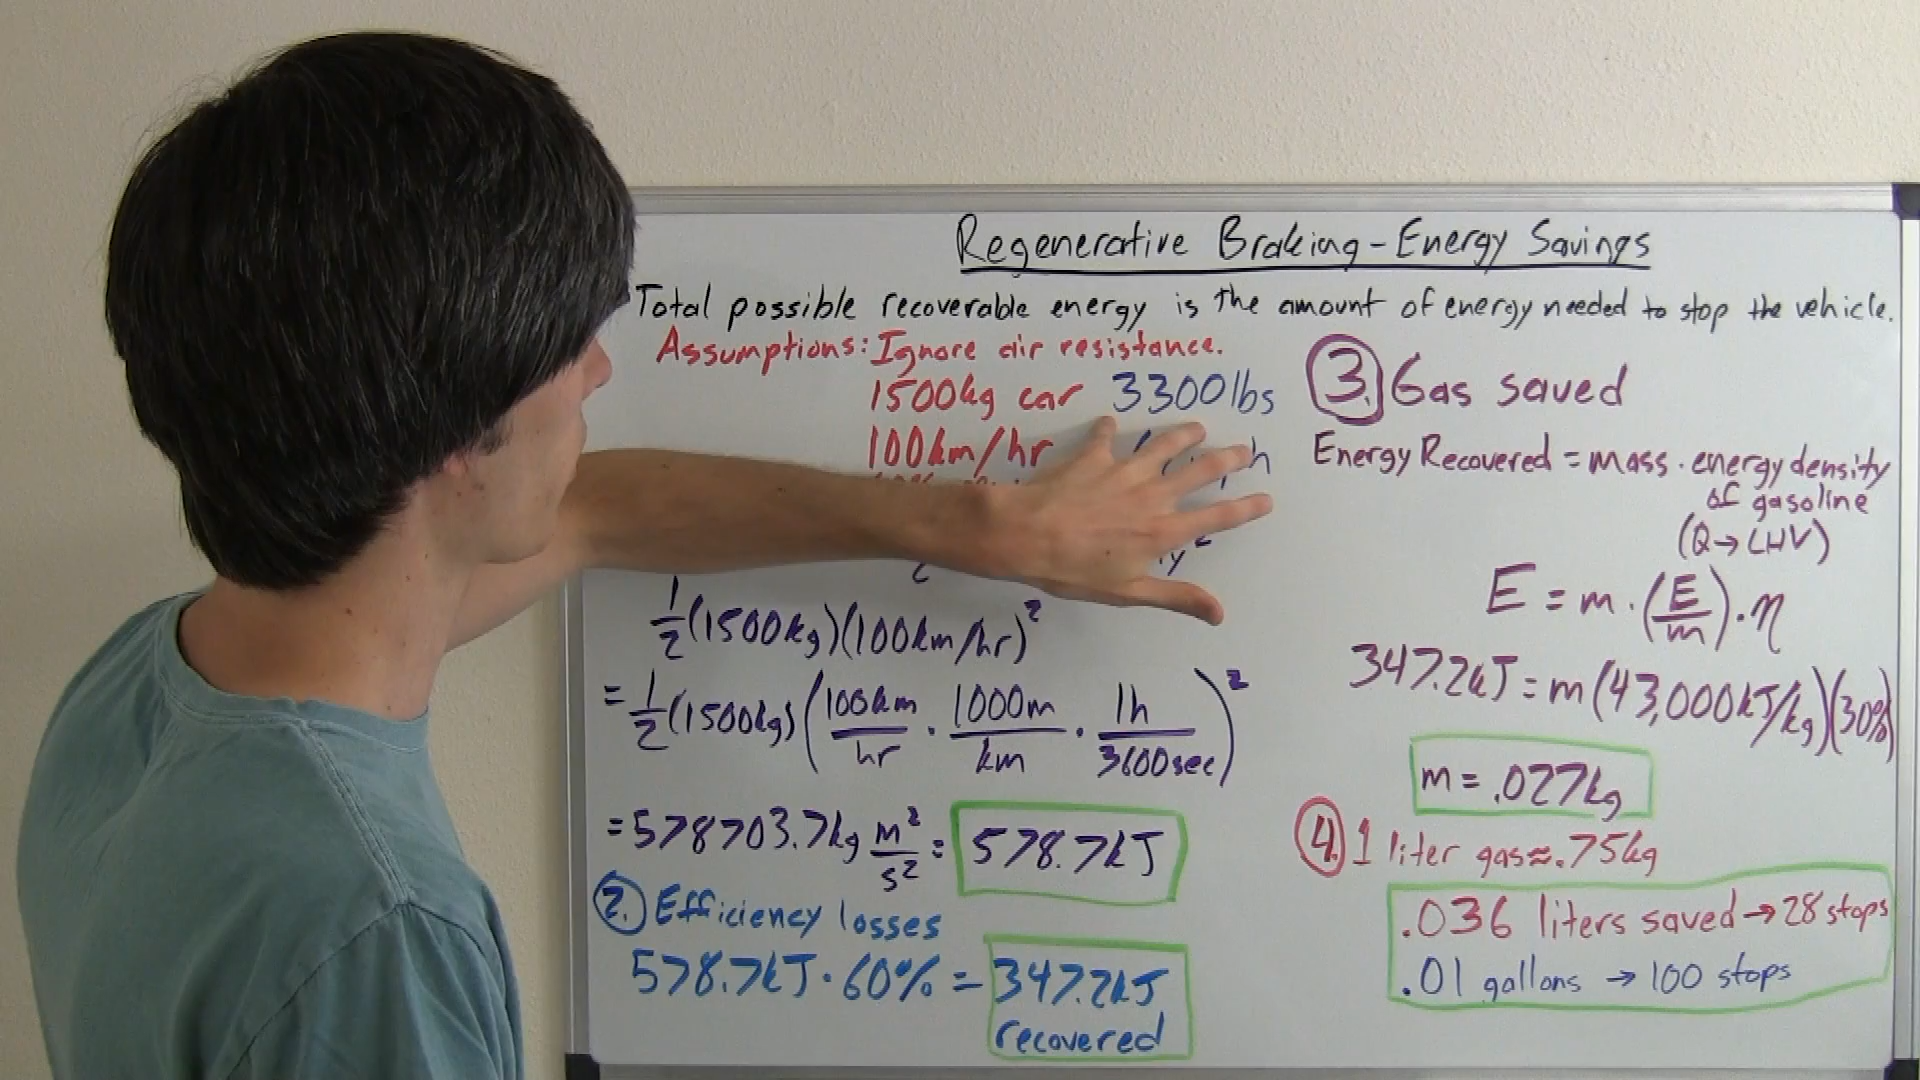 Regenerative Braking - Energy Savings
Total possible recoverable energy is the amount of energy needed to stop the vehicle.
Assumptions: Ignore air resistance.
1500kg car 3300lbs
100km/hr
1/2(1500kg)(100km/hr)²
= 1/2(1500kg)(100km/hr · 1000m/km · 1h/3600sec)²
= 578703.7kg m²/s² = 578.7kJ
2. Efficiency losses
578.7kJ · 60% = 347.2kJ
recovered
3. Gas saved
Energy Recovered = mass · energy density
of gasoline
(Q→LHV)
E = m · (E/m) · η
347.2kJ = m(43,000kJ/kg)(30%)
m = .027kg
4. 1 liter gas ≈ .75kg
.036 liters saved → 28 stops
.01 gallons → 100 stops